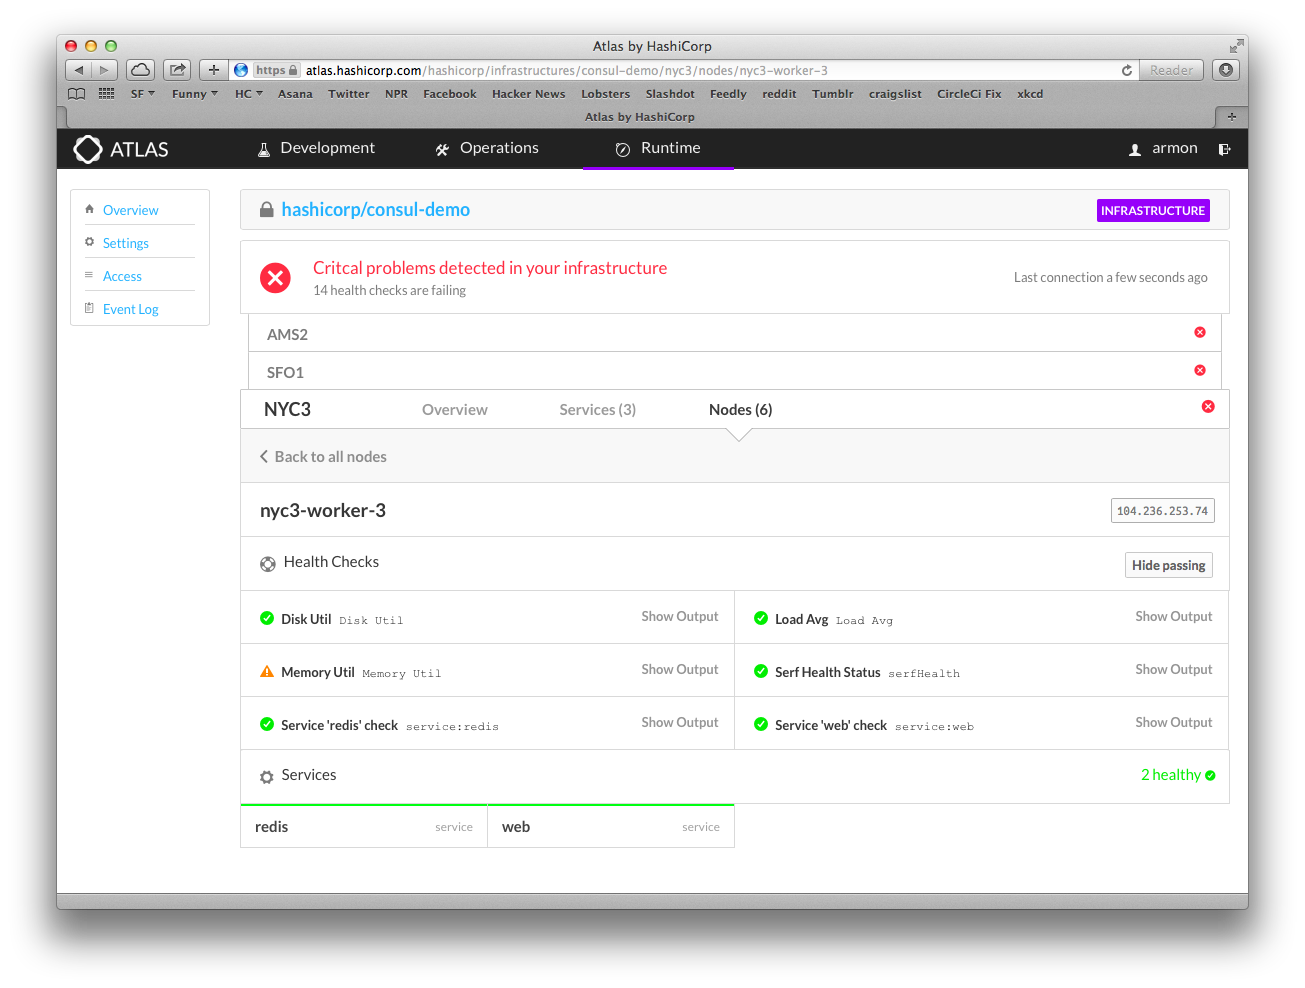 Atlas by HashiCorp
https atlas.hashicorp.com/hashicorp/infrastructures/consul-demo/nyc3/nodes/nyc3-worker-3 Reader
SF Funny HC Asana Twitter NPR Facebook Hacker News Lobsters Slashdot Feedly reddit Tumblr craigslist CircleCi Fix xkcd
Atlas by HashiCorp
ATLAS Development Operations Runtime armon
Overview
Settings
Access
Event Log
hashicorp/consul-demo INFRASTRUCTURE
Critcal problems detected in your infrastructure
14 health checks are failing
Last connection a few seconds ago
AMS2
SFO1
NYC3 Overview Services (3) Nodes (6)
Back to all nodes
nyc3-worker-3 104.236.253.74
Health Checks Hide passing
Disk Util Disk Util Show Output Load Avg Load Avg Show Output
Memory Util Memory Util Show Output Serf Health Status serfHealth Show Output
Service 'redis' check service:redis Show Output Service 'web' check service:web Show Output
Services 2 healthy
redis service web service